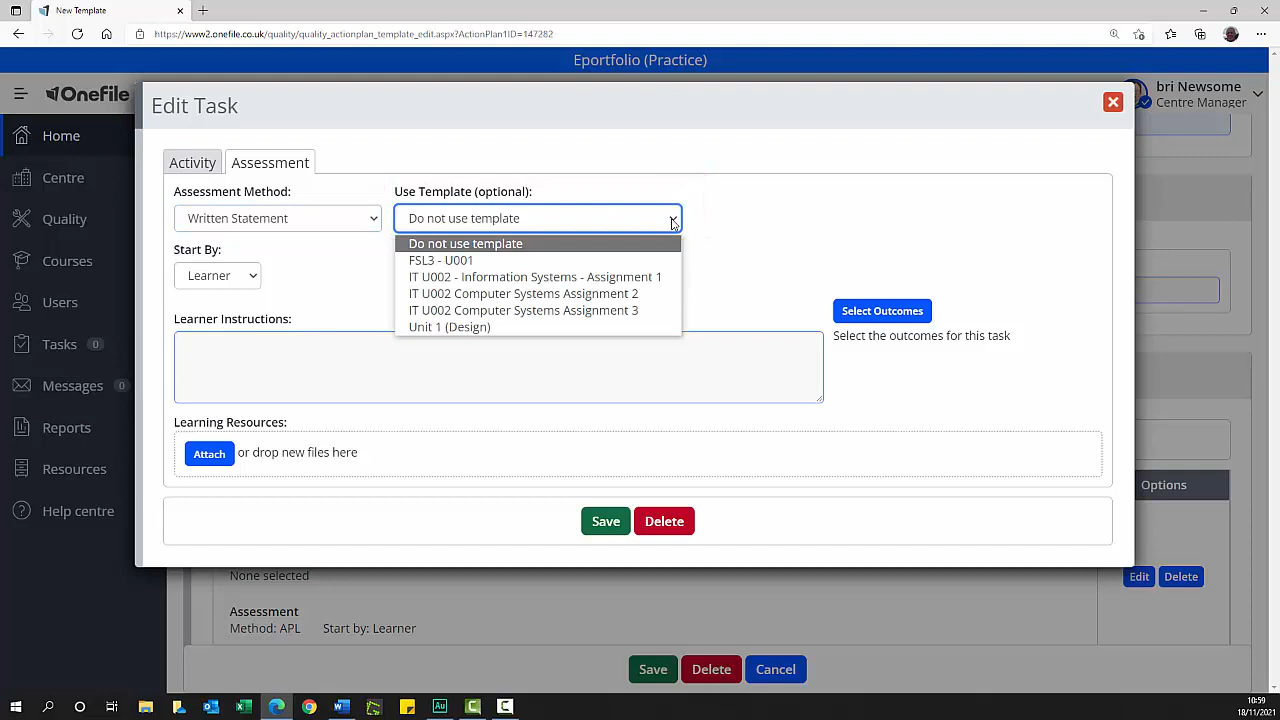 New Template
https://www2.onefile.co.uk/quality/quality_actionplan_template_edit.aspx?ActionPlan1ID=147282
Eportfolio (Practice)
Onefile
bri Newsome
Centre Manager
Home
Centre
Quality
Courses
Users
Tasks 0
Messages 0
Reports
Resources
Help centre
Edit Task
Activity
Assessment
Assessment Method:
Use Template (optional):
Written Statement
Do not use template
Do not use template
FSL3 - U001
IT U002 - Information Systems - Assignment 1
IT U002 Computer Systems Assignment 2
IT U002 Computer Systems Assignment 3
Unit 1 (Design)
Start By:
Learner
Learner Instructions:
Select Outcomes
Select the outcomes for this task
Learning Resources:
Attach or drop new files here
Save Delete
Options
None selected
Edit Delete
Assessment
Method: APL Start by: Learner
Save Delete Cancel
10:59
18/11/2021